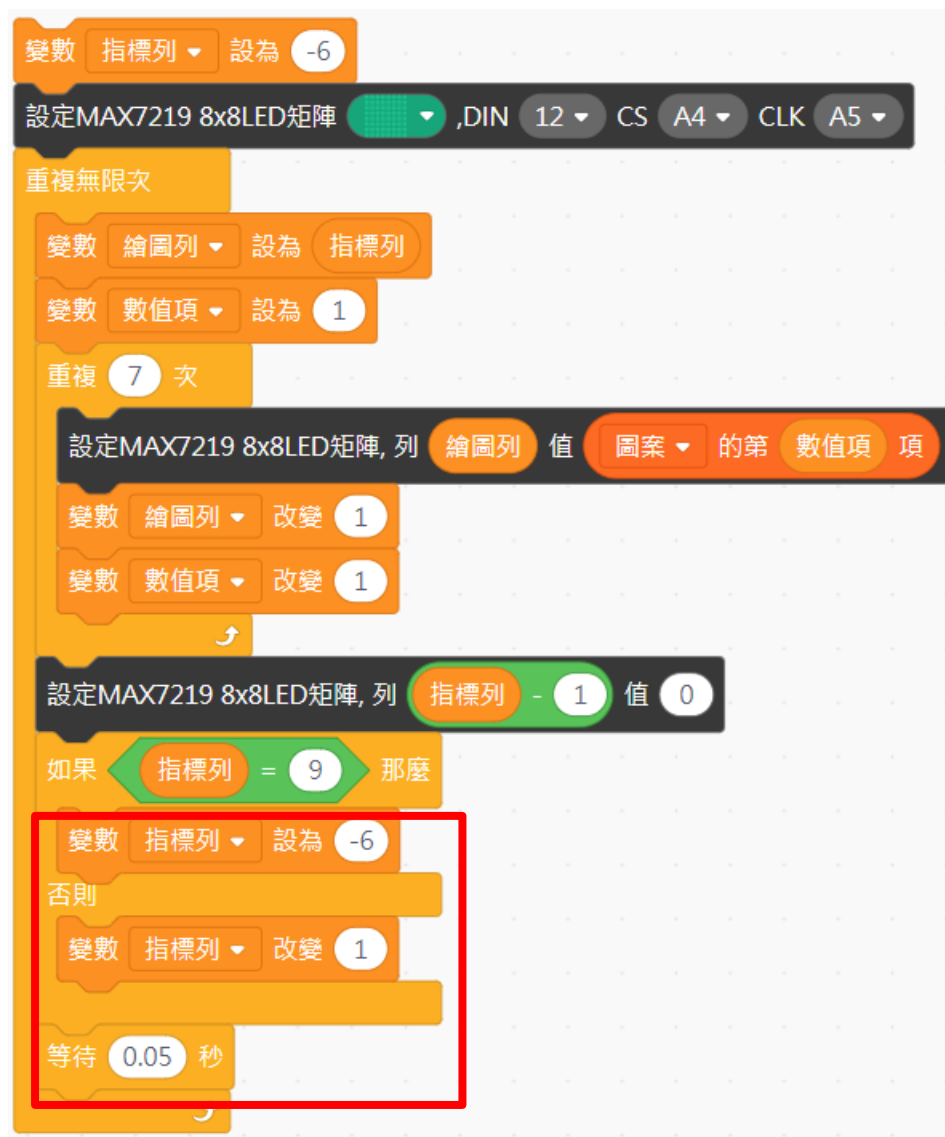 變數 指標列 設為 -6
設定MAX7219 8x8LED矩陣 ,DIN 12 CS A4 CLK A5
重複無限次
變數 繪圖列 設為 指標列
變數 數值項 設為 1
重複 7 次
設定MAX7219 8x8LED矩陣, 列 繪圖列 值 圖案 的第 數值項 項
變數 繪圖列 改變 1
變數 數值項 改變 1
設定MAX7219 8x8LED矩陣, 列 指標列 - 1 值 0
如果 指標列 = 9 那麼
變數 指標列 設為 -6
否則
變數 指標列 改變 1
等待 0.05 秒